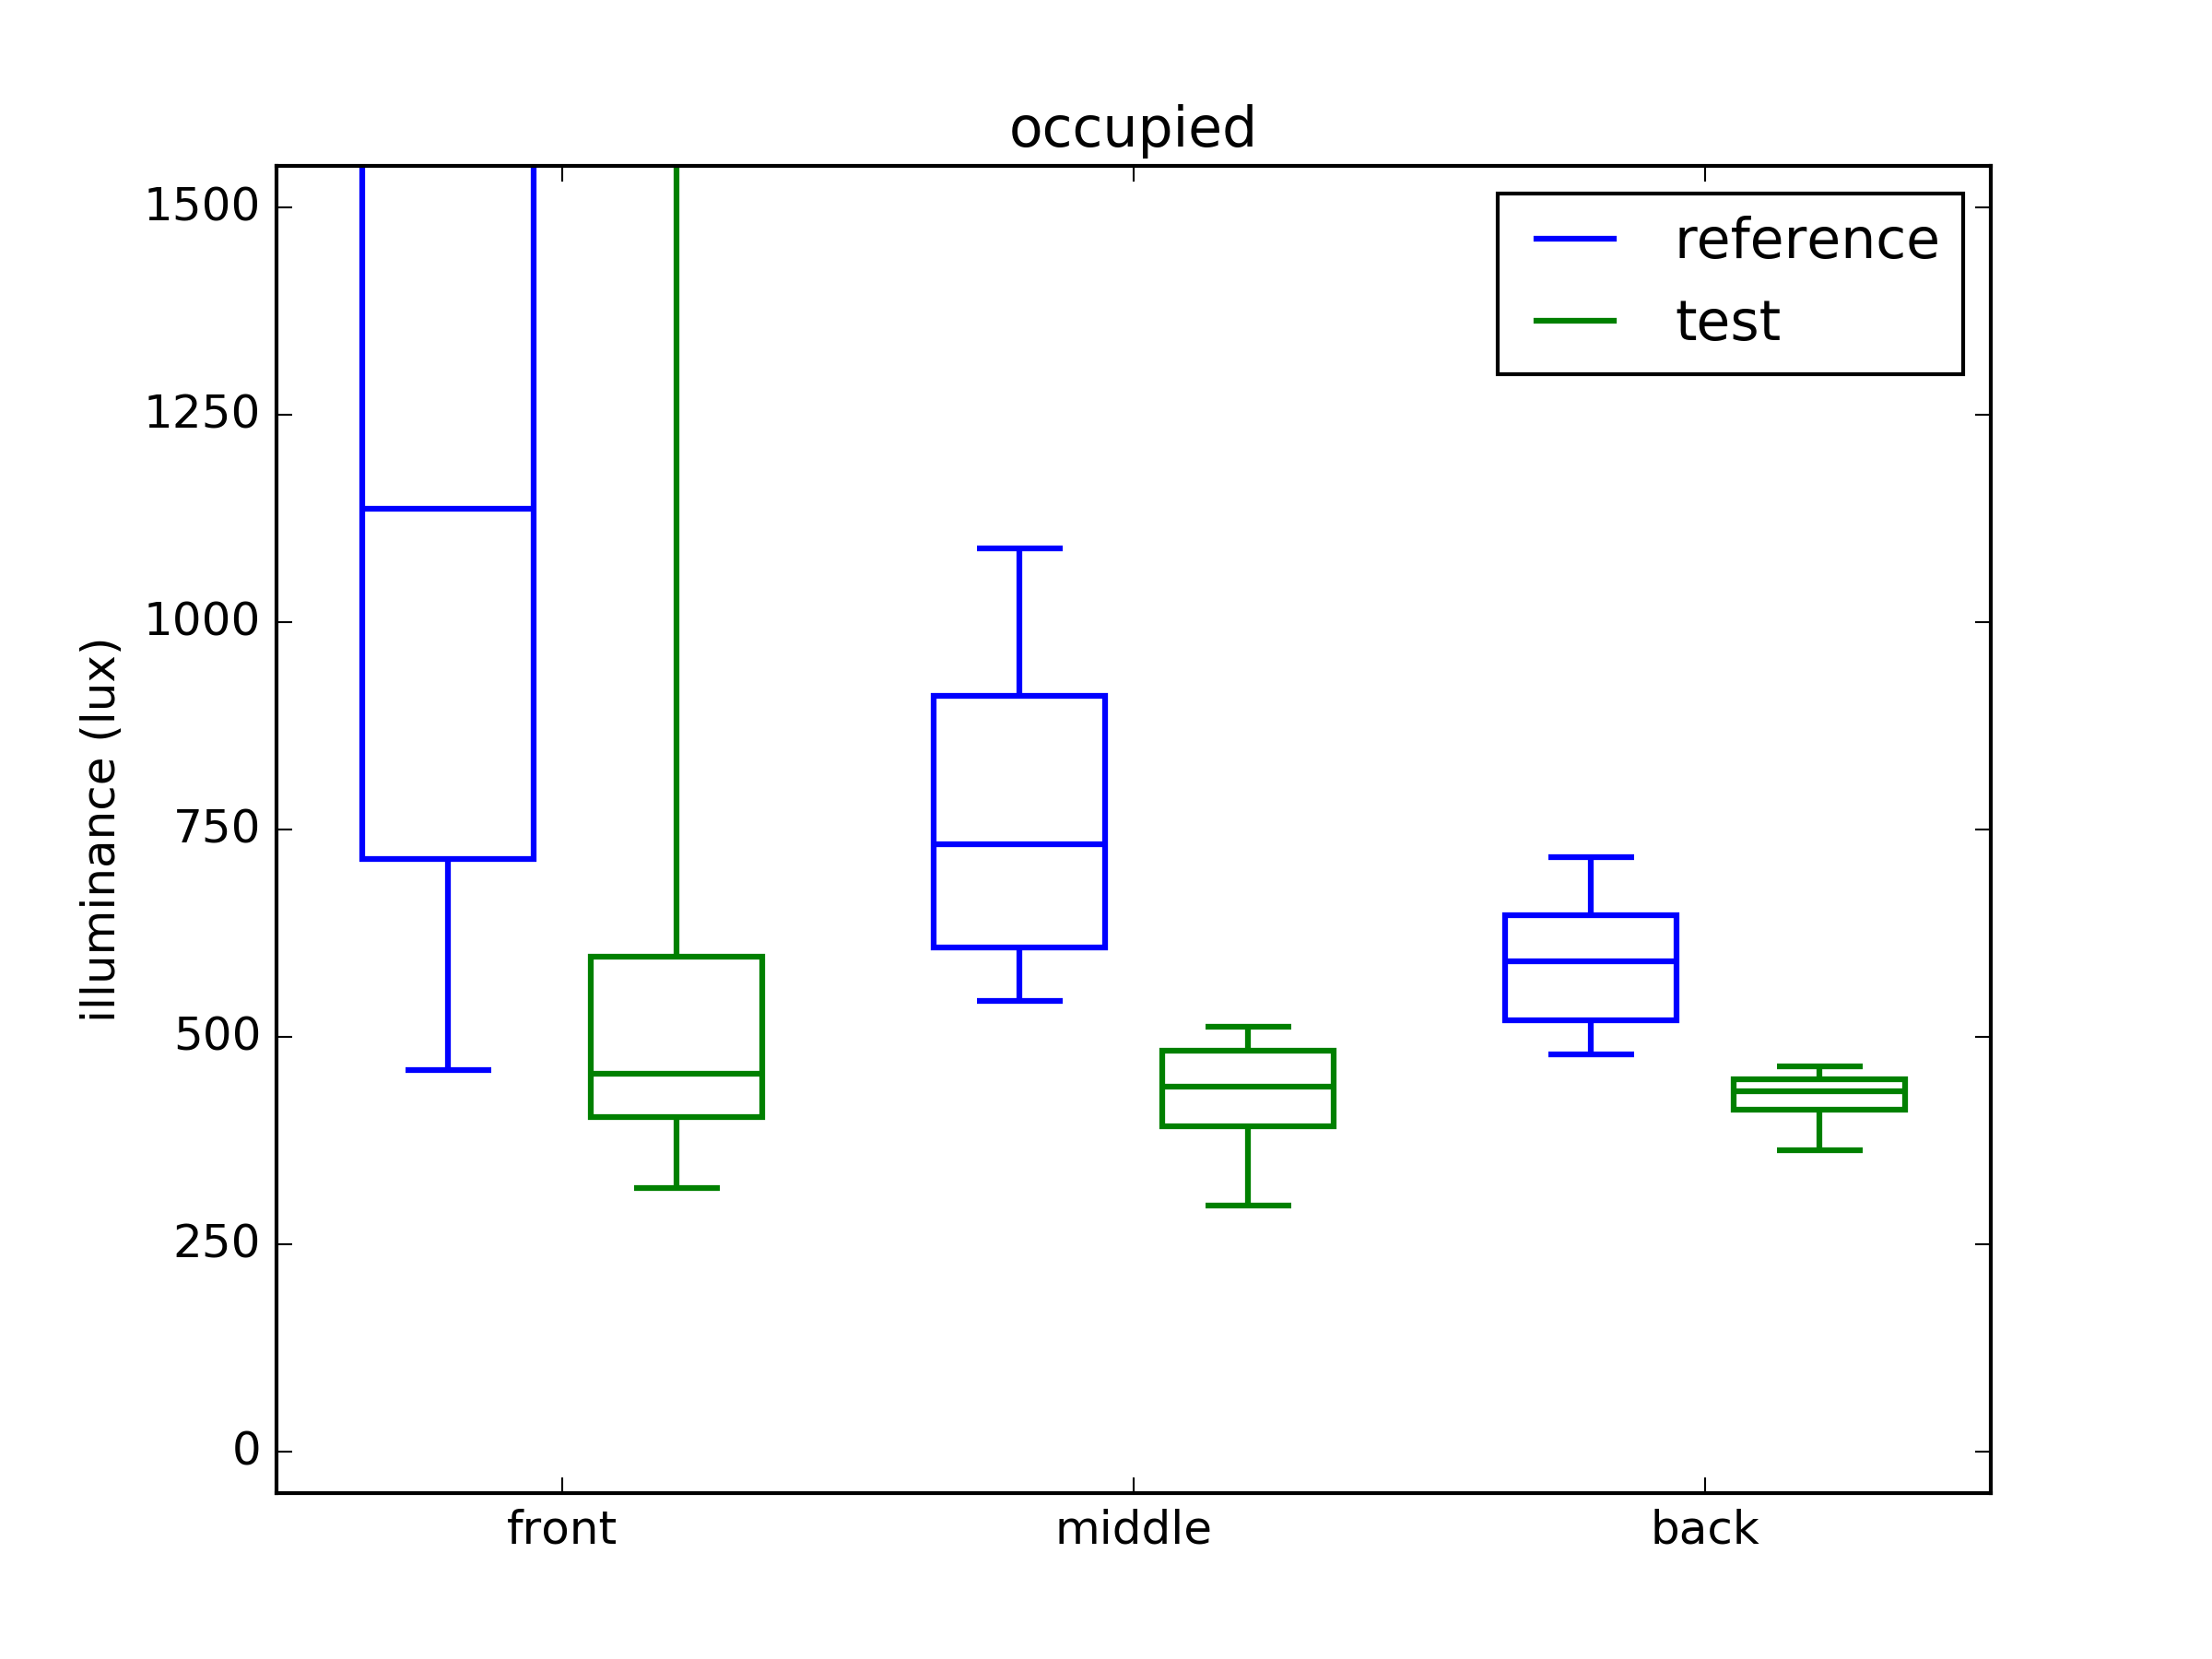 occupied
reference
test
illuminance (lux)
1500
1250
1000
750
500
250
0
front
middle
back